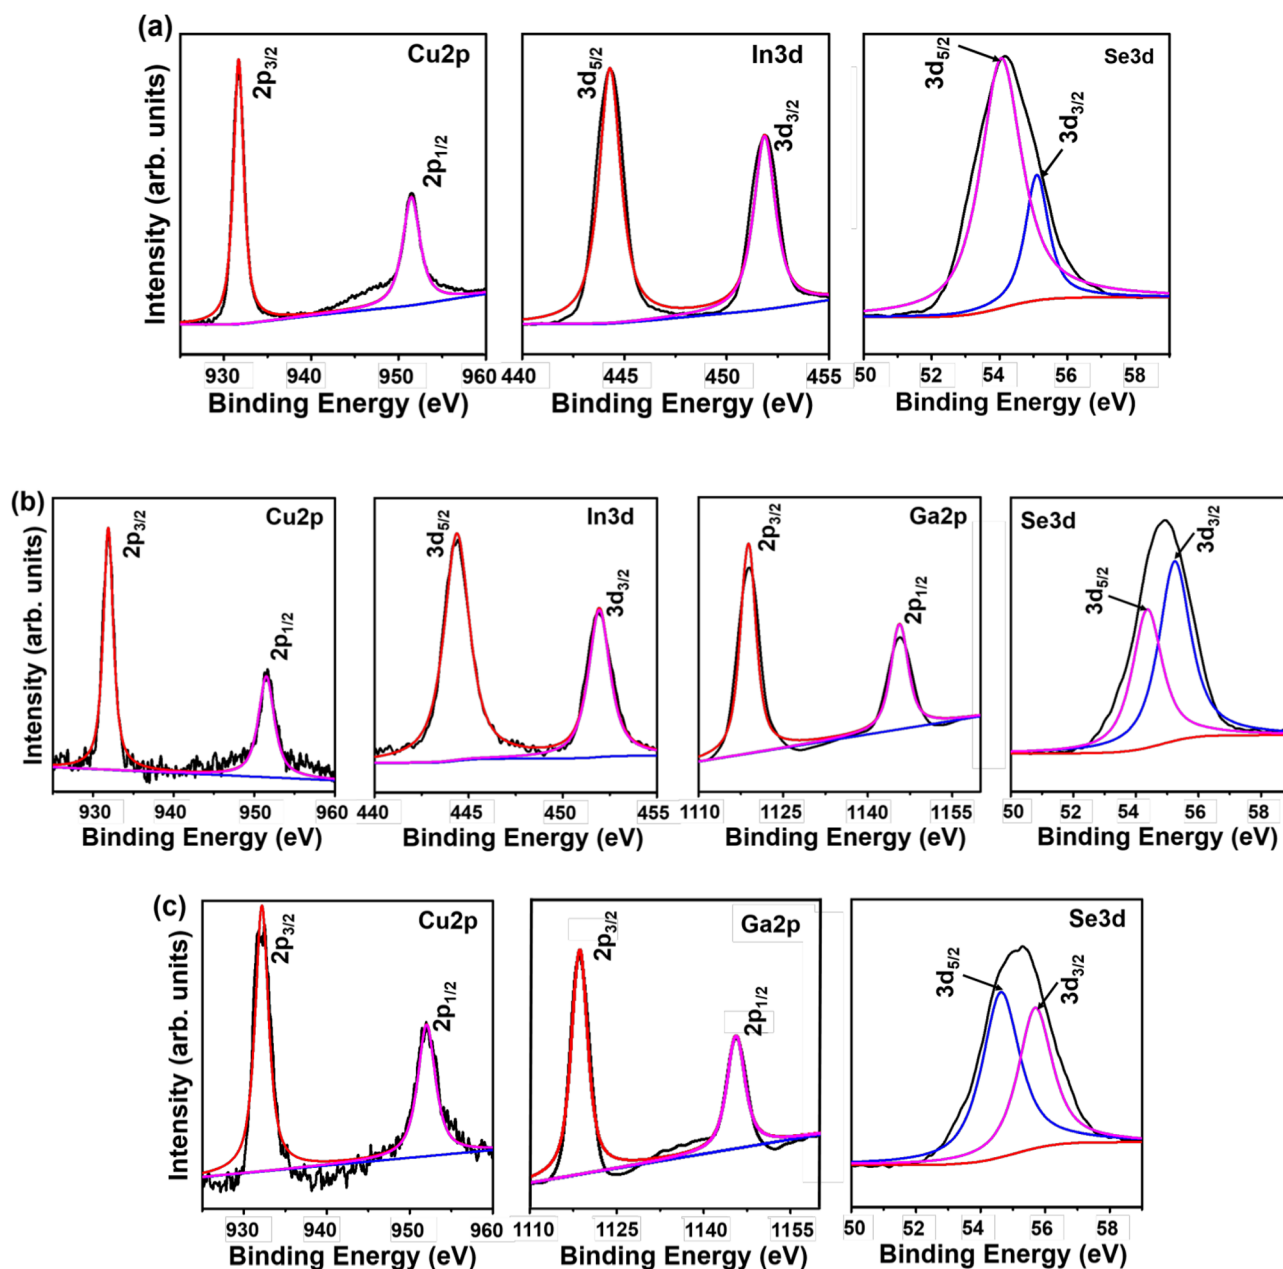 (a)
Cu2p
2p3/2
2p1/2
Intensity (arb. units)
930 940 950 960
Binding Energy (eV)
In3d
3d5/2
3d3/2
440 445 450 455
Binding Energy (eV)
Se3d
3d5/2
3d3/2
50 52 54 56 58
Binding Energy (eV)
(b)
Cu2p
2p3/2
2p1/2
Intensity (arb. units)
930 940 950 960
Binding Energy (eV)
In3d
3d5/2
3d3/2
440 445 450 455
Binding Energy (eV)
Ga2p
2p3/2
2p1/2
1110 1125 1140 1155
Binding Energy (eV)
Se3d
3d5/2
3d3/2
50 52 54 56 58
Binding Energy (eV)
(c)
Cu2p
2p3/2
2p1/2
Intensity (arb. units)
930 940 950 960
Binding Energy (eV)
Ga2p
2p3/2
2p1/2
1110 1125 1145 1155
Binding Energy (eV)
Se3d
3d5/2
3d3/2
50 52 54 56 58
Binding Energy (eV)